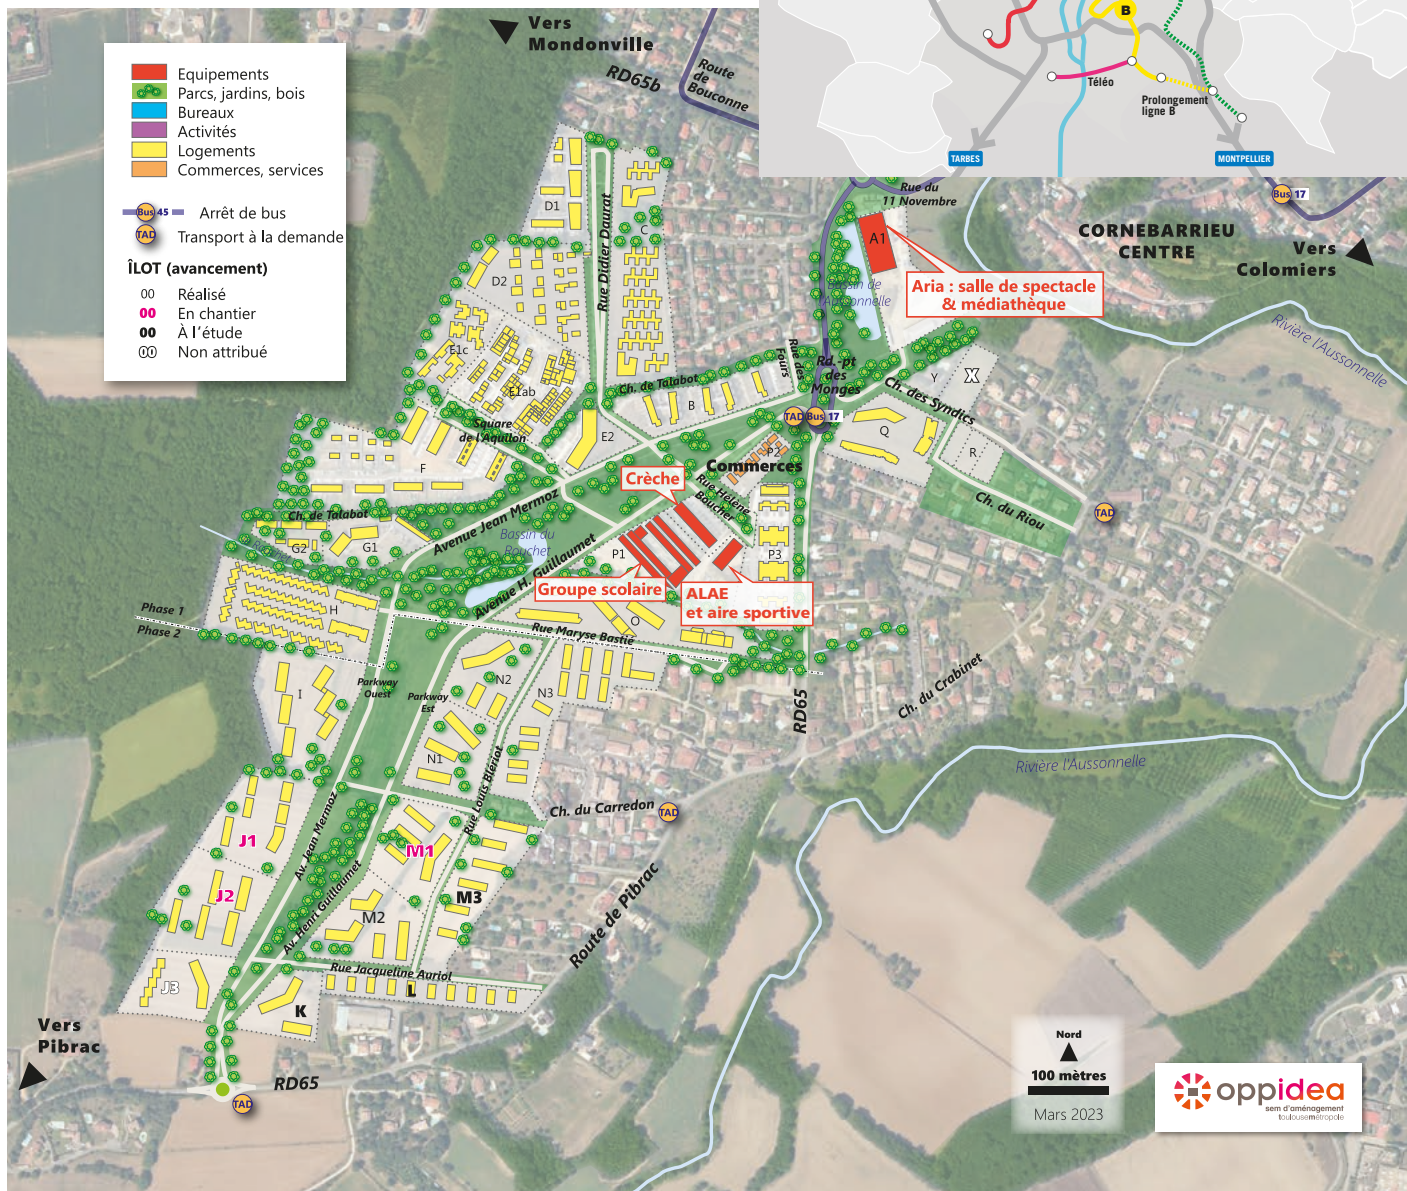 Vers
Mondonville
RD65b
Route
de
Bouconne
B
Téléo
Prolongement
ligne B
TARBES
MONTPELLIER
Equipements
Parcs, jardins, bois
Bureaux
Activités
Logements
Commerces, services
Bus 45
Arrêt de bus
TAD
Transport à la demande
ÎLOT (avancement)
00 Réalisé
00 En chantier
00 À l'étude
00 Non attribué
Rue du
11 Novembre
Bus 17
CORNEBARRIEU
CENTRE
Vers
Colomiers
Rivière l'Aussonnelle
A1
Aria : salle de spectacle
& médiathèque
Bassin de
l'Aussonnelle
D1
C
Rue Didier Daurat
D2
E1c
E1ab
Square
de l'Aquilon
E2
Ch. de Talabot
B
Rue des
Fours
Rd.-pt
des
Monges
TAD
Bus 17
Y
X
Ch. des Syndics
Q
R
Ch. du Riou
TAD
P2
Commerces
Crèche
Rue Hélène
Boucher
F
Ch. de Talabot
Avenue Jean Mermoz
Bassin du
Rouchet
Avenue H. Guillaumet
G2
G1
P1
P3
Groupe scolaire
ALAE
et aire sportive
H
O
Phase 1
Phase 2
Rue Maryse Bastié
I
Parkway
Ouest
Parkway
Est
N2
N3
N1
Rue Louis Blériot
RD65
Ch. du Crabinet
Rivière l'Aussonnelle
Ch. du Carredon
TAD
J1
Av. Jean Mermoz
M1
J2
Av. Henri Guillaumet
M3
M2
Route de Pibrac
Rue Jacqueline Auriol
J3
L
K
Vers
Pibrac
RD65
TAD
Nord
100 mètres
Mars 2023
oppidea
sem d'aménagement
toulousemétropole